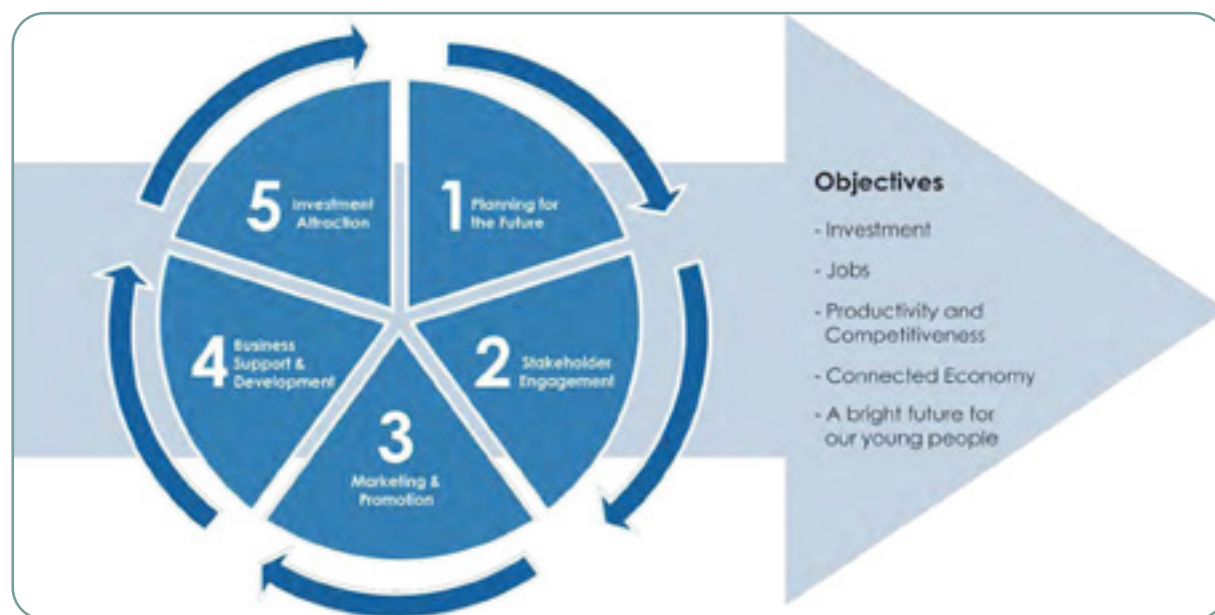 5 Investment
Attraction
1 Planning for
the Future
4 Business
Support &
Development
2 Stakeholder
Engagement
3
Marketing &
Promotion
Objectives
- Investment
- Jobs
- Productivity and
Competitiveness
- Connected Economy
- A bright future for
our young people